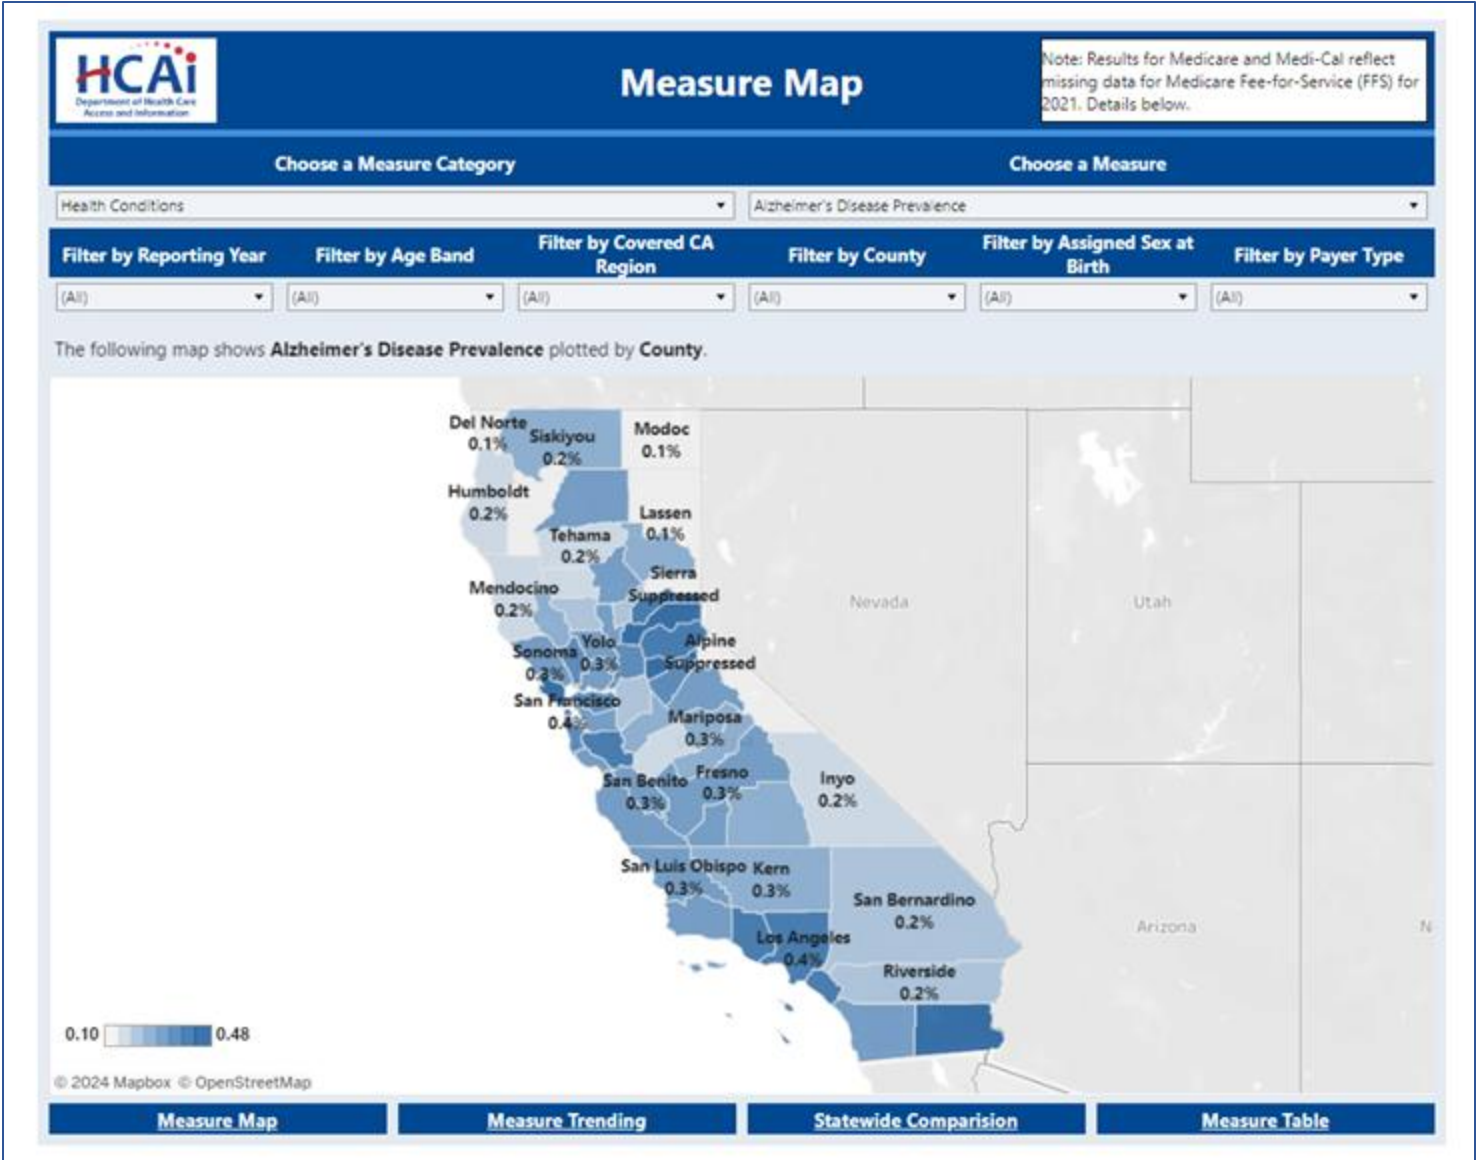 HCAi
Department of Health Care
Access and Information
Measure Map
Note: Results for Medicare and Medi-Cal reflect
missing data for Medicare Fee-for-Service (FFS) for
2021. Details below.
Choose a Measure Category
Choose a Measure
Health Conditions
Alzheimer's Disease Prevalence
Filter by Reporting Year
Filter by Age Band
Filter by Covered CA
Region
Filter by County
Filter by Assigned Sex at
Birth
Filter by Payer Type
(All)
(All)
(All)
(All)
(All)
(All)
The following map shows Alzheimer's Disease Prevalence plotted by County.
Del Norte
0.1%
Siskiyou
0.2%
Modoc
0.1%
Humboldt
0.2%
Lassen
0.1%
Tehama
0.2%
Sierra
Suppressed
Mendocino
0.2%
Nevada
Utah
Yolo
0.3%
Alpine
Suppressed
Sonoma
0.3%
San Francisco
0.4%
Mariposa
0.3%
San Benito
0.3%
Fresno
0.3%
Inyo
0.2%
San Luis Obispo
0.3%
Kern
0.3%
San Bernardino
0.2%
Arizona
N
Los Angeles
0.4%
Riverside
0.2%
0.10
0.48
© 2024 Mapbox © OpenStreetMap
Measure Map
Measure Trending
Statewide Comparision
Measure Table